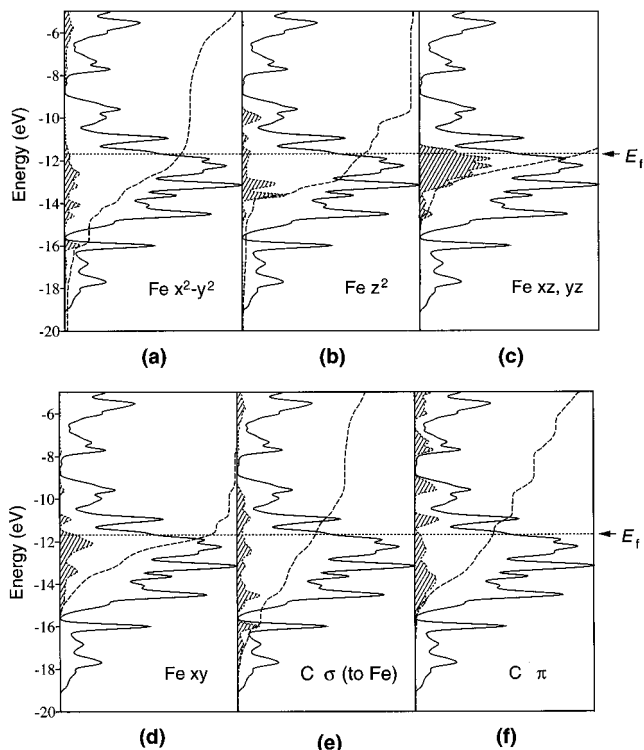 -6
-8
-10
-12
-14
-16
-18
-20
Energy (eV)
E_f
Fe x²-y²
Fe z²
Fe xz, yz
(a)
(b)
(c)
-6
-8
-10
-12
-14
-16
-18
-20
Energy (eV)
E_f
Fe xy
C σ (to Fe)
C π
(d)
(e)
(f)